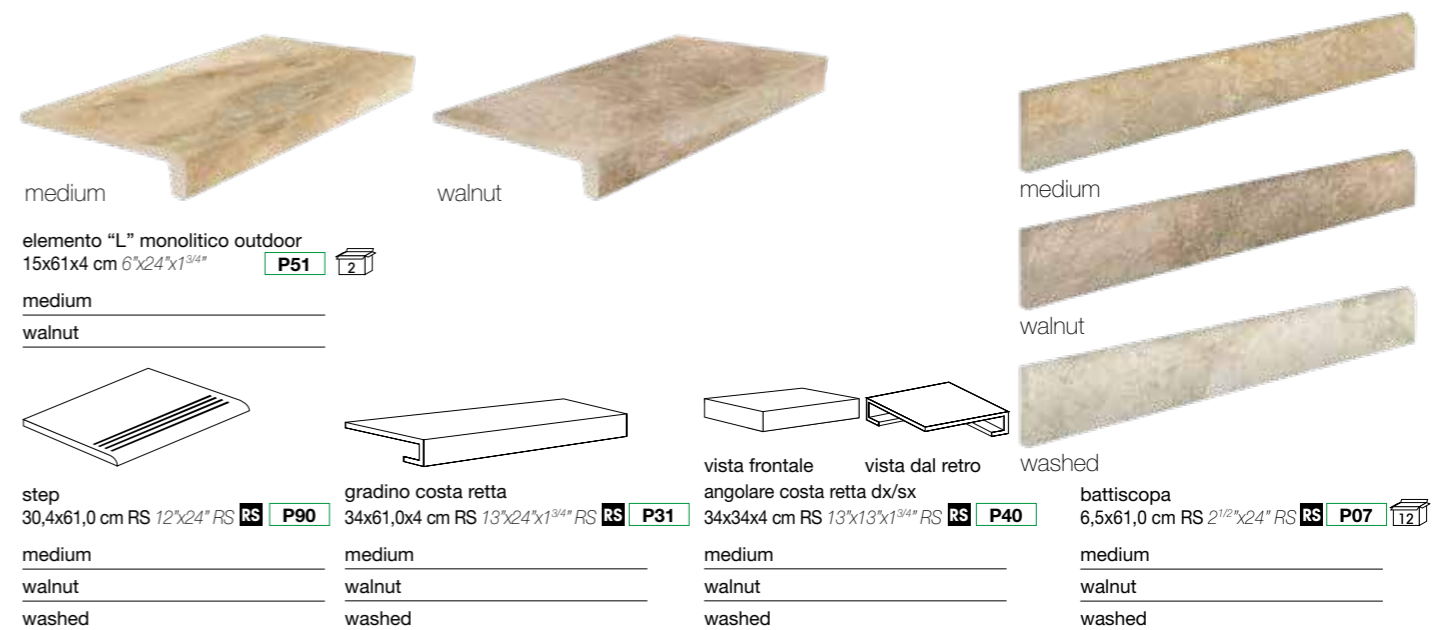 medium
walnut
medium
walnut
washed
elemento “L” monolitico outdoor
15x61x4 cm 6"x24"x1 3/4" P51 2
medium
walnut
vista frontale vista dal retro
step
30,4x61,0 cm RS 12"x24" RS RS P90
medium
walnut
washed
gradino costa retta
34x61,0x4 cm RS 13"x24"x1 3/4" RS RS P31
medium
walnut
washed
angolare costa retta dx/sx
34x34x4 cm RS 13"x13"x1 3/4" RS RS P40
medium
walnut
washed
battiscopa
6,5x61,0 cm RS 2 1/2"x24" RS RS P07 12
medium
walnut
washed